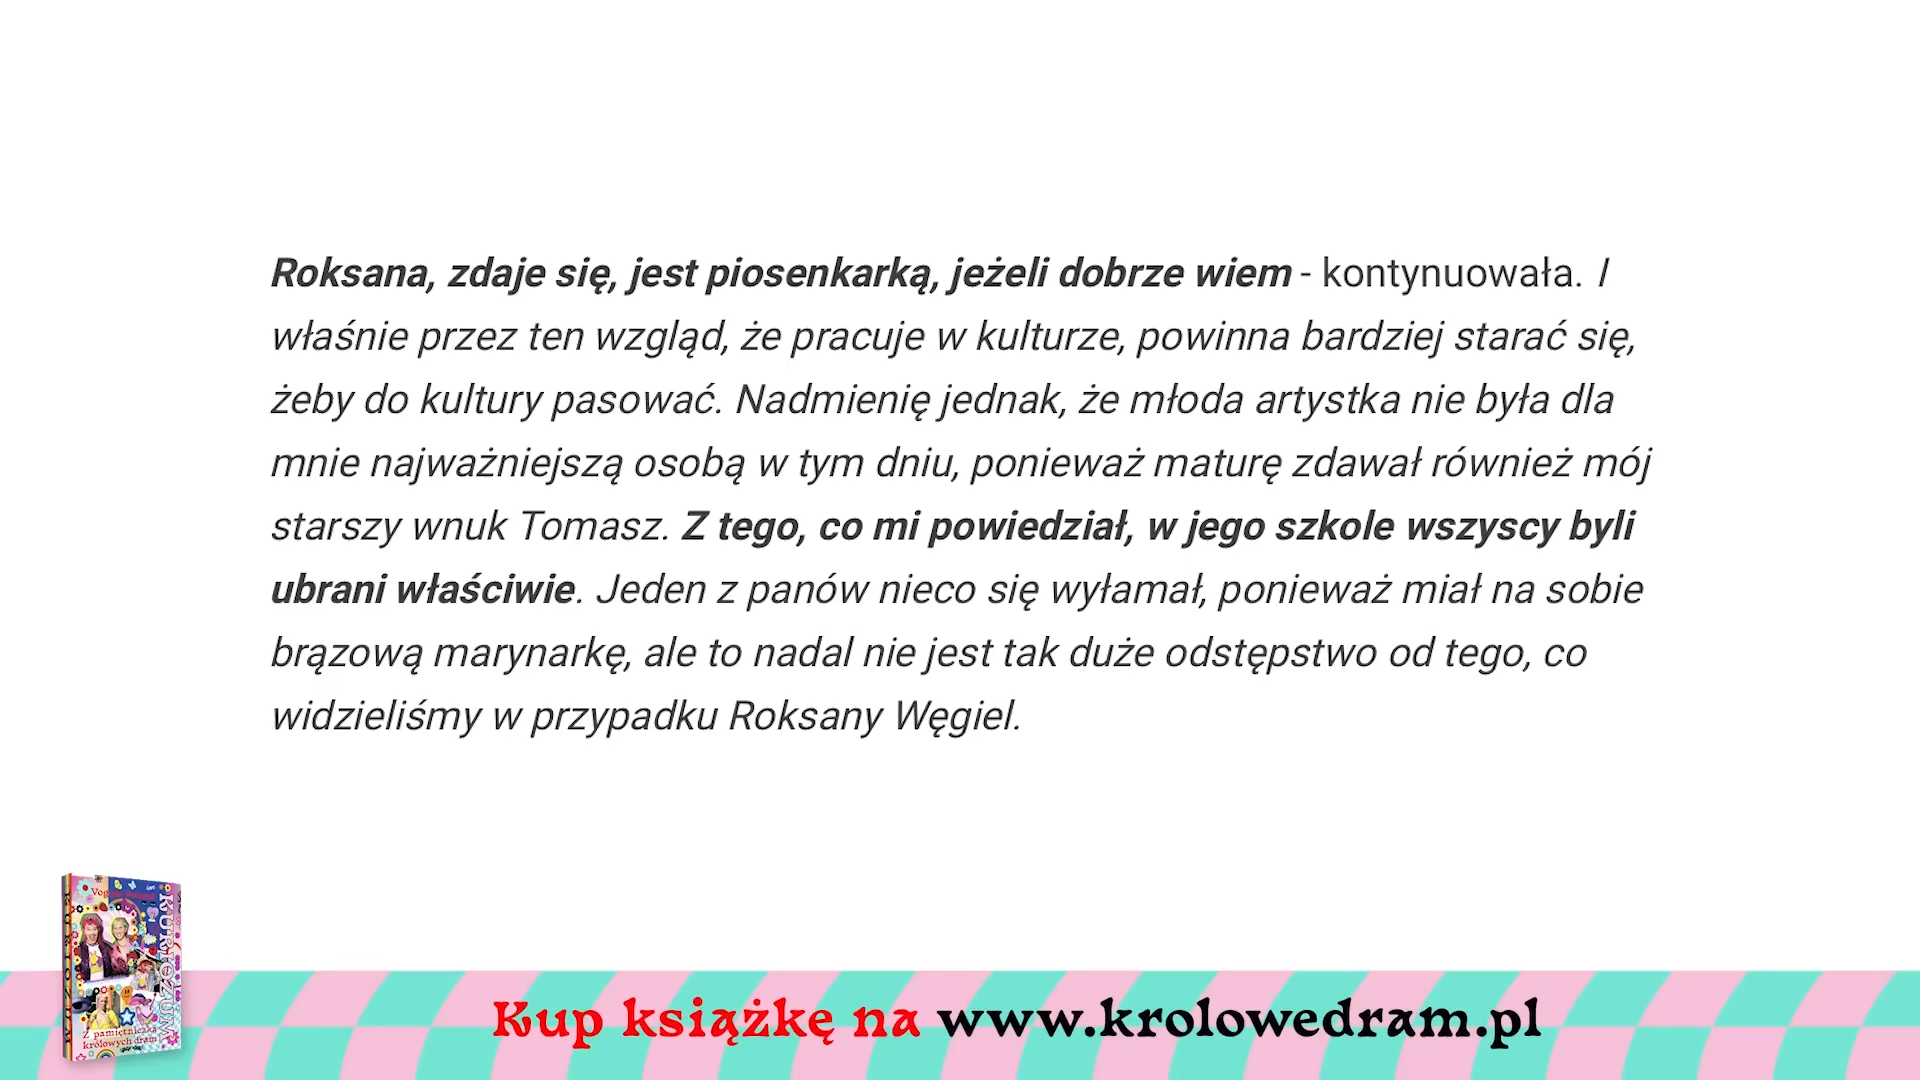 Roksana, zdaje się, jest piosenkarką, jeżeli dobrze wiem - kontynuowała. I
właśnie przez ten wzgląd, że pracuje w kulturze, powinna bardziej starać się,
żeby do kultury pasować. Nadmienię jednak, że młoda artystka nie była dla
mnie najważniejszą osobą w tym dniu, ponieważ maturę zdawał również mój
starszy wnuk Tomasz. Z tego, co mi powiedział, w jego szkole wszyscy byli
ubrani właściwie. Jeden z panów nieco się wyłamał, ponieważ miał na sobie
brązową marynarkę, ale to nadal nie jest tak duże odstępstwo od tego, co
widzieliśmy w przypadku Roksany Węgiel.
Z pamiętniczka
królowych dram
Kup książkę na www.krolowedram.pl